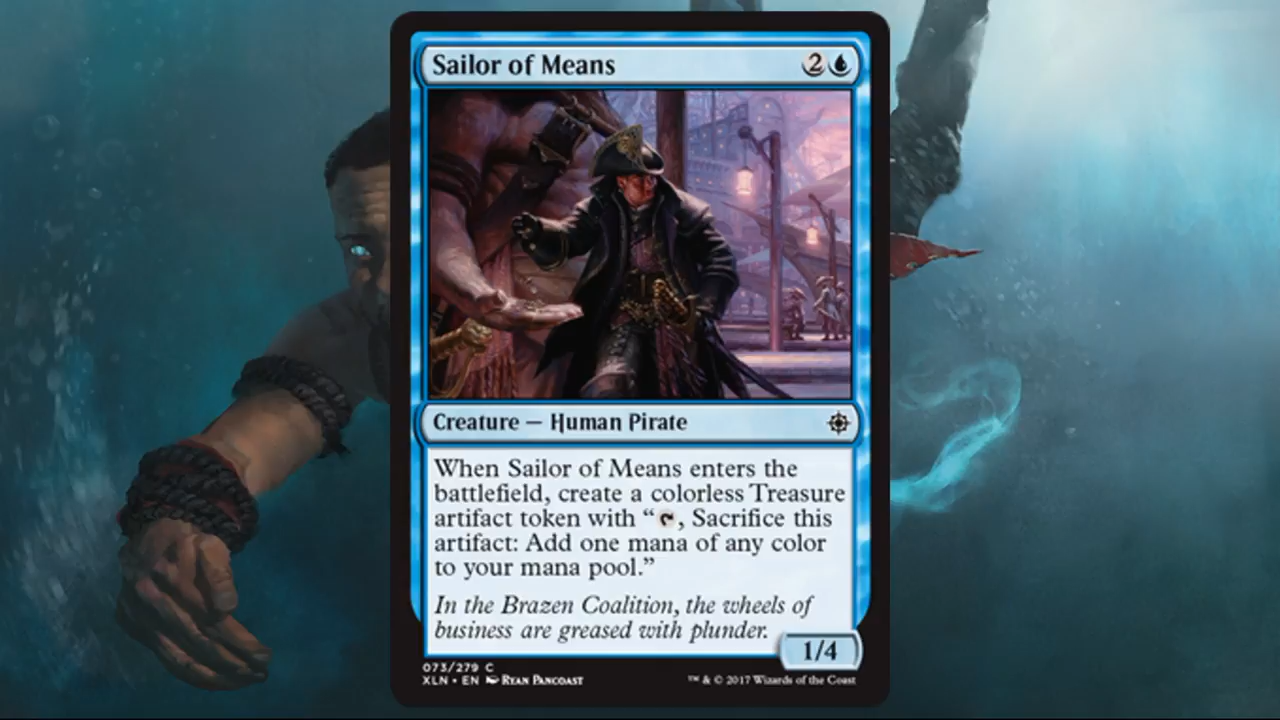 Sailor of Means 2
Creature — Human Pirate
When Sailor of Means enters the
battlefield, create a colorless Treasure
artifact token with “ , Sacrifice this
artifact: Add one mana of any color
to your mana pool.”
In the Brazen Coalition, the wheels of
business are greased with plunder.
1/4
073/279 C
XLN • EN Ryan Pancoast
™ & © 2017 Wizards of the Coast